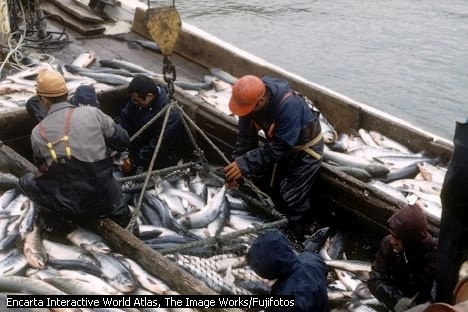 Encarta Interactive World Atlas, The Image Works/Fujifotos